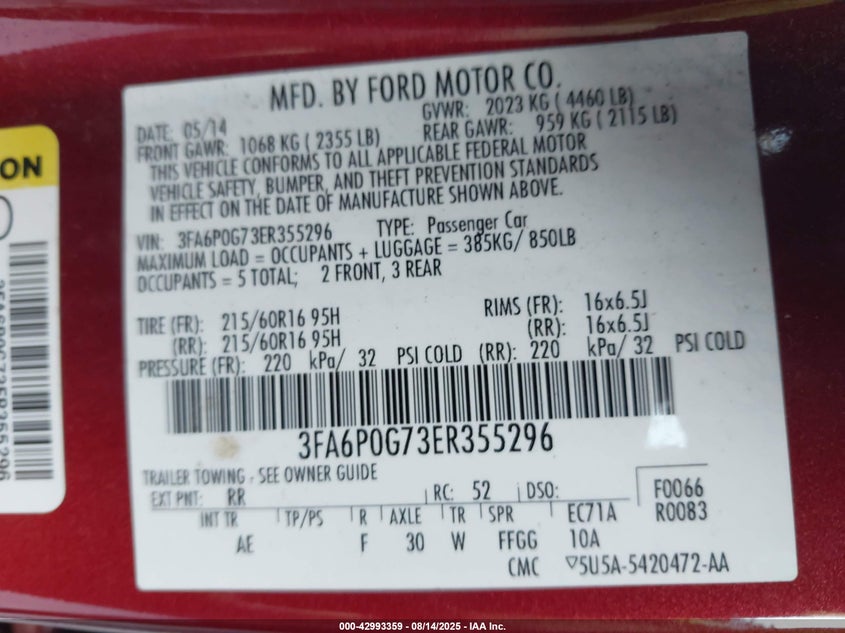 MFD. BY FORD MOTOR CO.
DATE: 05/14 GVWR: 2023 KG ( 4460 LB)
FRONT GAWR: 1068 KG ( 2355 LB) REAR GAWR: 959 KG ( 2115 LB)
THIS VEHICLE CONFORMS TO ALL APPLICABLE FEDERAL MOTOR
VEHICLE SAFETY, BUMPER, AND THEFT PREVENTION STANDARDS
IN EFFECT ON THE DATE OF MANUFACTURE SHOWN ABOVE.
VIN: 3FA6P0G73ER355296 TYPE: Passenger Car
MAXIMUM LOAD = OCCUPANTS + LUGGAGE = 385KG/ 850LB
OCCUPANTS = 5 TOTAL; 2 FRONT, 3 REAR
TIRE (FR): 215/60R16 95H RIMS (FR): 16x6.5J
(RR): 215/60R16 95H (RR): 16x6.5J
PRESSURE (FR): 220 kPa/ 32 PSI COLD (RR): 220 kPa/ 32 PSI COLD
3FA6P0G73ER355296
TRAILER TOWING - SEE OWNER GUIDE
EXT PNT: RR RC: 52 DSO: F0066
INT TR TP/PS R AXLE TR SPR EC71A R0083
AE F 30 W FFGG 10A
CMC 5U5A-5420472-AA
ON
3FA6P0G73ER355296
000-42993359 - 08/14/2025 - IAA Inc.